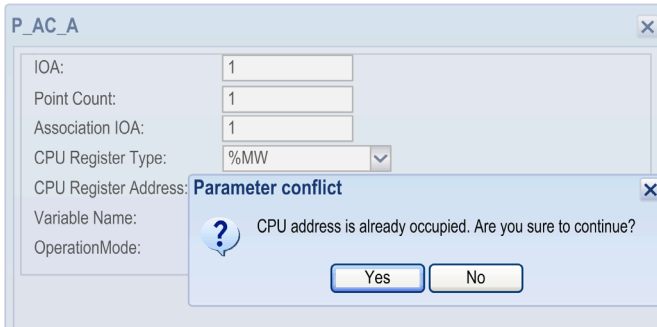 P_AC_A
IOA: 1
Point Count: 1
Association IOA: 1
CPU Register Type: %MW
CPU Register Address:
Variable Name:
OperationMode:
Parameter conflict
CPU address is already occupied. Are you sure to continue?
Yes No